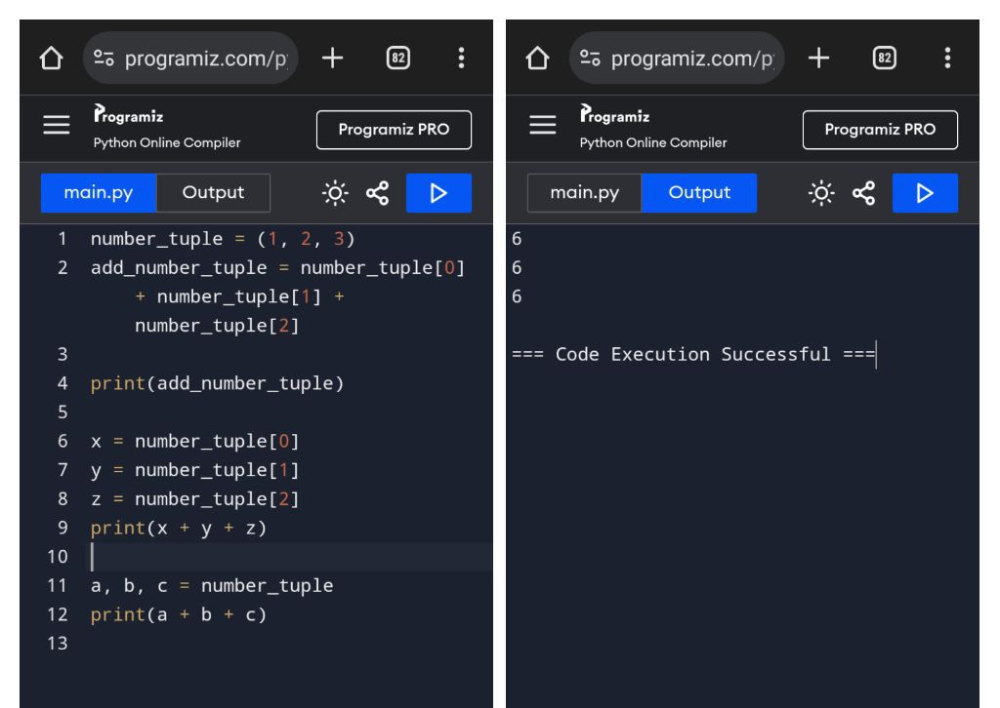 programiz.com/p
82
Programiz
Python Online Compiler
Programiz PRO
main.py
Output
1 number_tuple = (1, 2, 3)
2 add_number_tuple = number_tuple[0]
+ number_tuple[1] +
number_tuple[2]
3
4 print(add_number_tuple)
5
6 x = number_tuple[0]
7 y = number_tuple[1]
8 z = number_tuple[2]
9 print(x + y + z)
10
11 a, b, c = number_tuple
12 print(a + b + c)
13
programiz.com/p
82
Programiz
Python Online Compiler
Programiz PRO
main.py
Output
6
6
6
=== Code Execution Successful ===